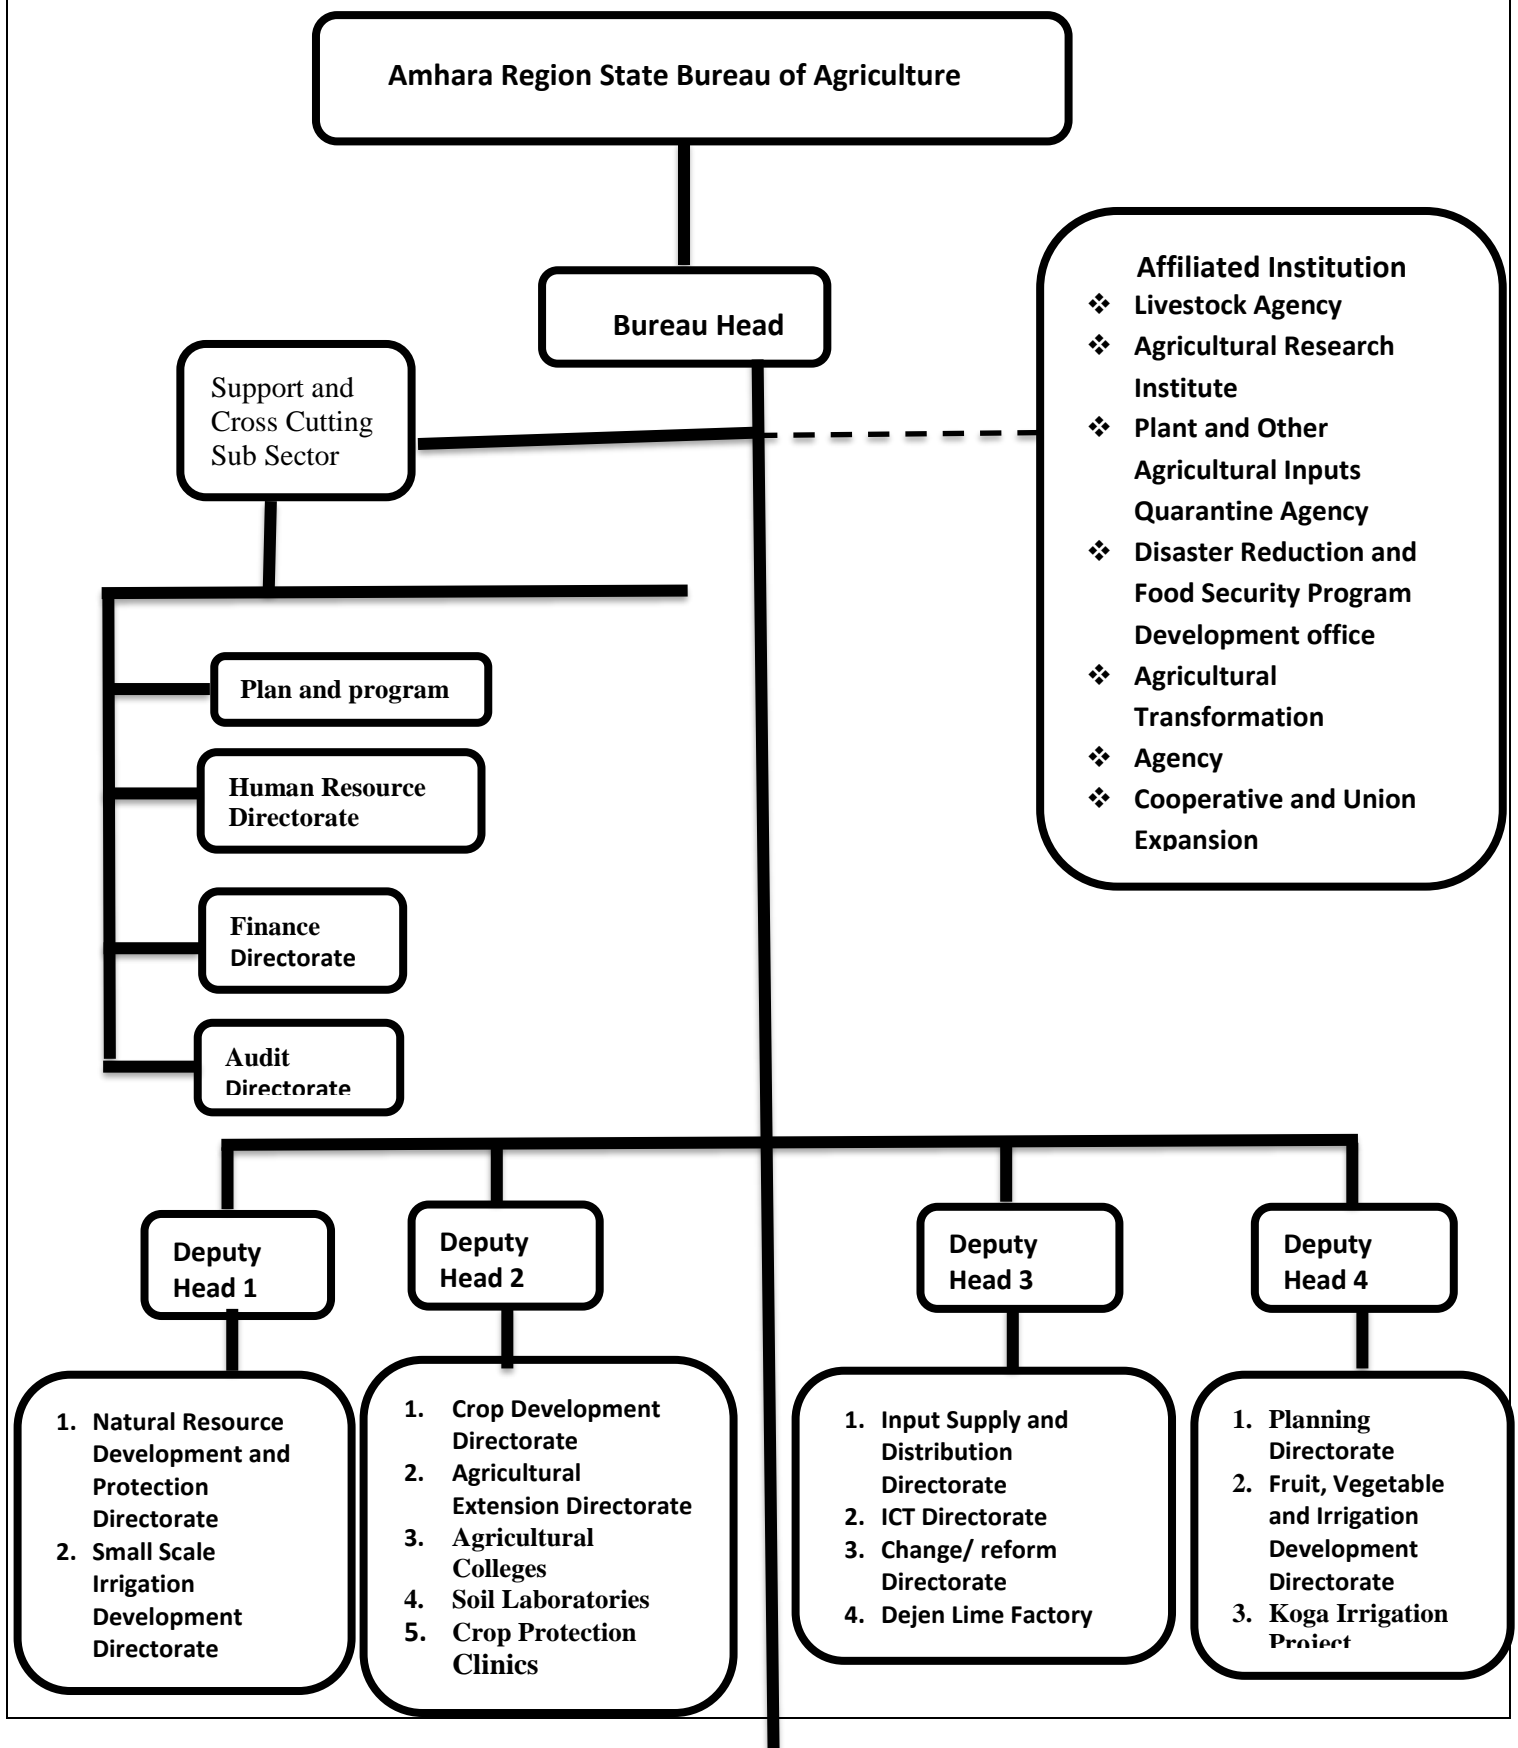 Amhara Region State Bureau of Agriculture
Bureau Head
Support and
Cross Cutting
Sub Sector
Affiliated Institution
❖ Livestock Agency
❖ Agricultural Research
Institute
❖ Plant and Other
Agricultural Inputs
Quarantine Agency
❖ Disaster Reduction and
Food Security Program
Development office
❖ Agricultural
Transformation
❖ Agency
❖ Cooperative and Union
Expansion
Plan and program
Human Resource
Directorate
Finance
Directorate
Audit
Directorate
Deputy
Head 1
Deputy
Head 2
Deputy
Head 3
Deputy
Head 4
1. Natural Resource
Development and
Protection
Directorate
2. Small Scale
Irrigation
Development
Directorate
1. Crop Development
Directorate
2. Agricultural
Extension Directorate
3. Agricultural
Colleges
4. Soil Laboratories
5. Crop Protection
Clinics
1. Input Supply and
Distribution
Directorate
2. ICT Directorate
3. Change/ reform
Directorate
4. Dejen Lime Factory
1. Planning
Directorate
2. Fruit, Vegetable
and Irrigation
Development
Directorate
3. Koga Irrigation
Project